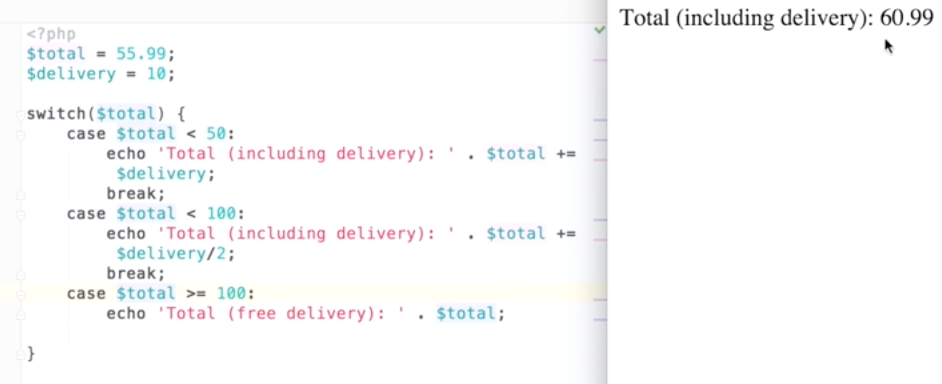 <?php
$total = 55.99;
$delivery = 10;
switch($total) {
case $total < 50:
echo 'Total (including delivery): ' . $total +=
$delivery;
break;
case $total < 100:
echo 'Total (including delivery): ' . $total +=
$delivery/2;
break;
case $total >= 100:
echo 'Total (free delivery): ' . $total;
}
Total (including delivery): 60.99